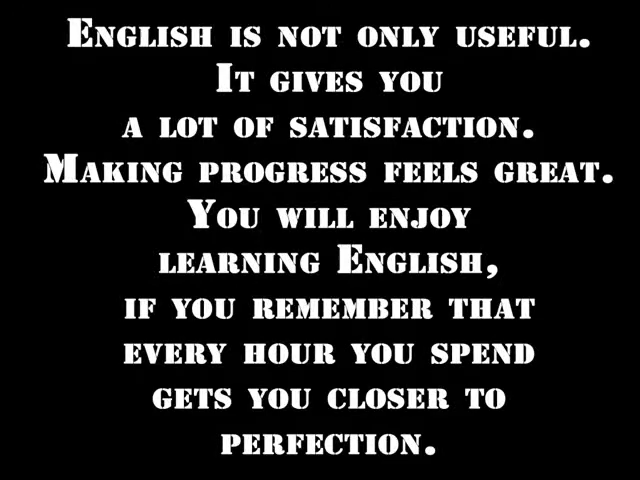 English is not only useful.
It gives you
a lot of satisfaction.
Making progress feels great.
You will enjoy
learning English,
if you remember that
every hour you spend
gets you closer to
perfection.